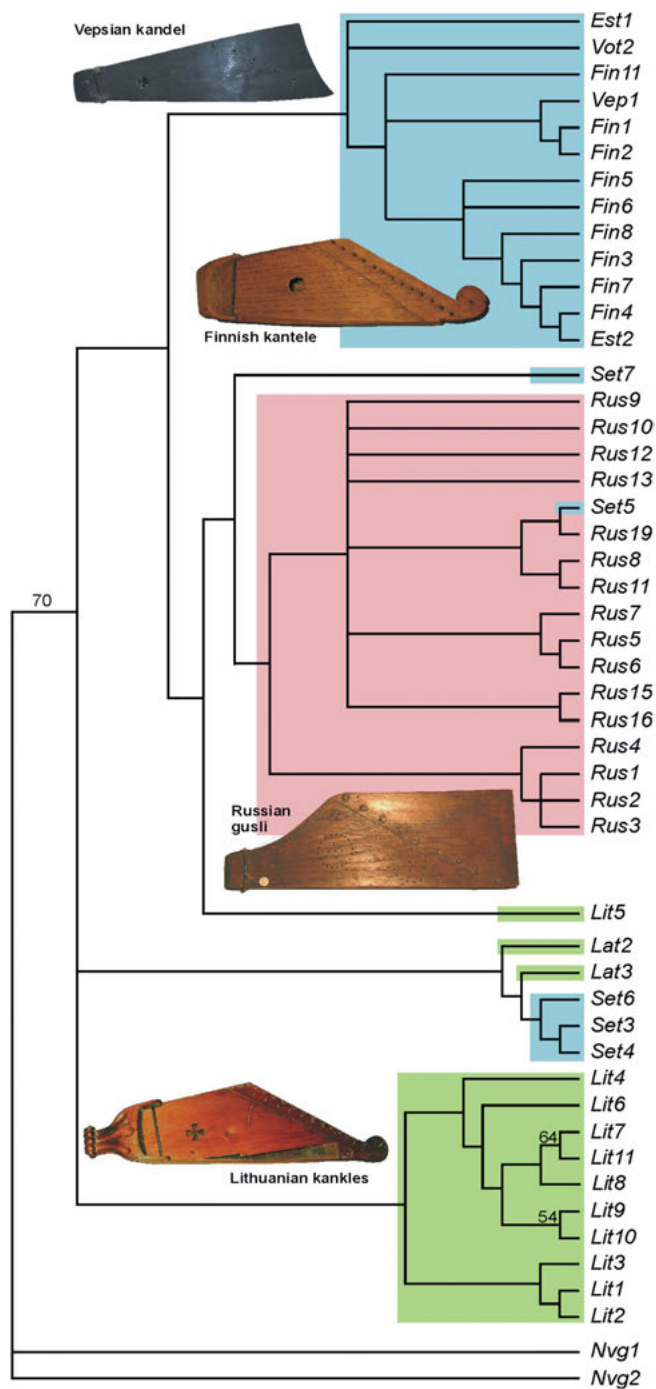 Vepsian kandel
Est1
Vot2
Fin11
Vep1
Fin1
Fin2
Fin5
Fin6
Fin8
Fin3
Fin7
Fin4
Est2
Finnish kantele
Set7
Rus9
Rus10
Rus12
Rus13
Set5
Rus19
Rus8
Rus11
70
Rus7
Rus5
Rus6
Rus15
Rus16
Rus4
Rus1
Rus2
Rus3
Russian
gusli
Lit5
Lat2
Lat3
Set6
Set3
Set4
Lit4
Lit6
64
Lit7
Lit11
Lit8
Lithuanian kankles
54
Lit9
Lit10
Lit3
Lit1
Lit2
Nvg1
Nvg2